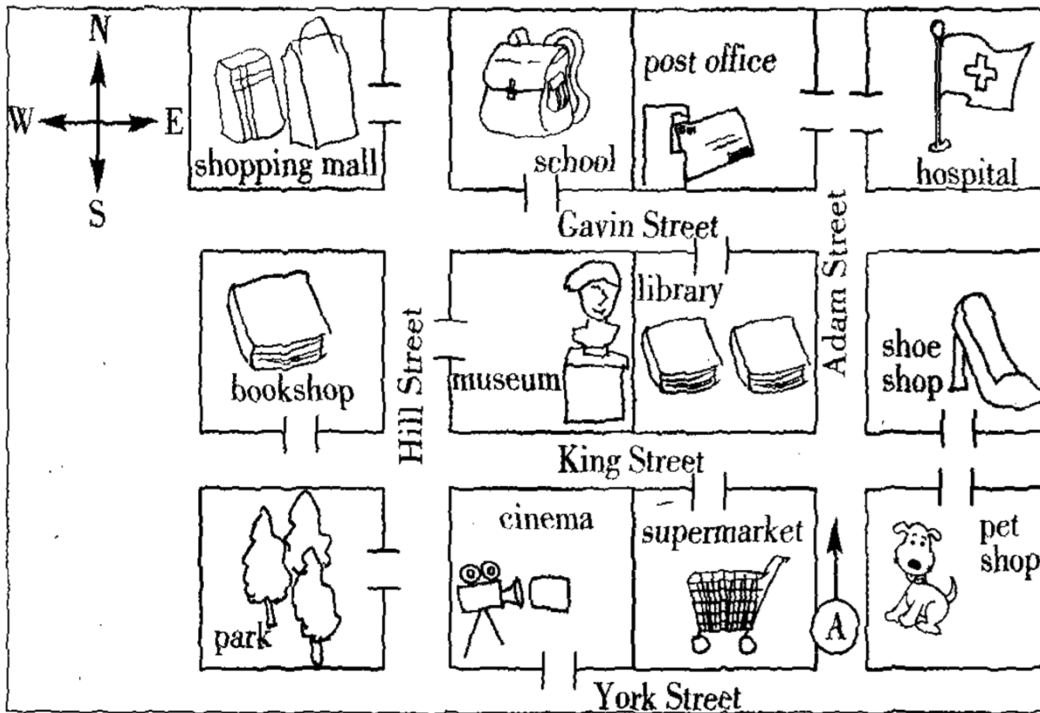 N
W E
S
shopping mall
school
post office
hospital
Gavin Street
Adam Street
bookshop
Hill Street
museum
library
shoe
shop
King Street
park
cinema
supermarket
A
pet
shop
York Street